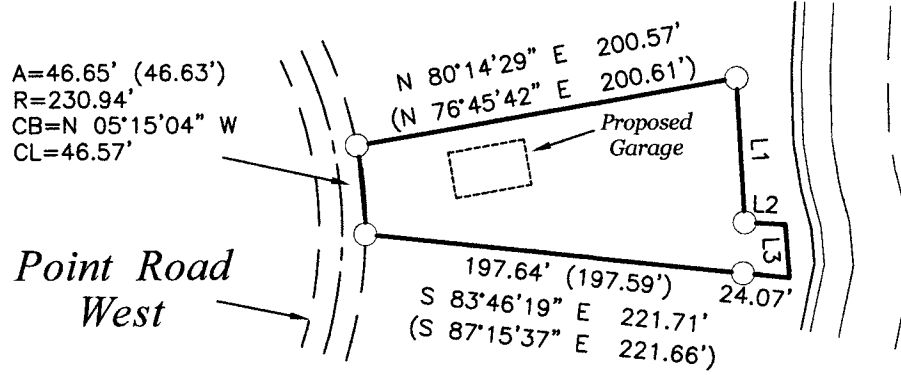 A=46.65' (46.63')
R=230.94'
CB=N 05°15'04" W
CL=46.57'
N 80°14'29" E 200.57'
(N 76°45'42" E 200.61')
Proposed
Garage
L1
L2
L3
Point Road
West
197.64' (197.59')
24.07'
S 83°46'19" E 221.71'
(S 87°15'37" E 221.66')